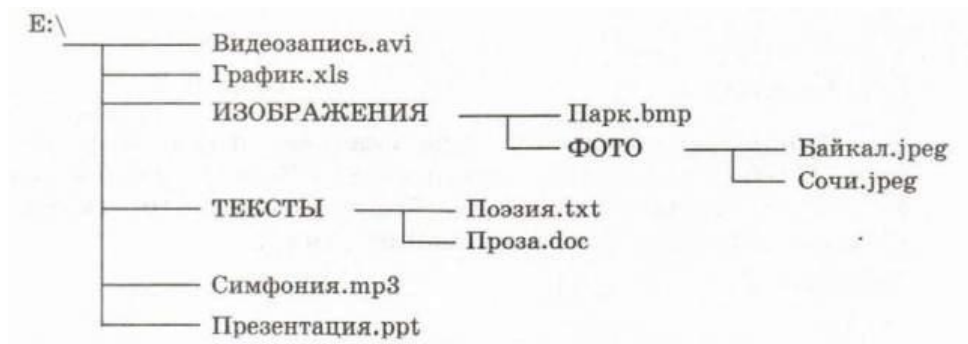 E:\
Видеозапись.avi
График.xls
ИЗОБРАЖЕНИЯ Парк.bmp
ФОТО Байкал.jpeg
Сочи.jpeg
ТЕКСТЫ Поэзия.txt
Проза.doc
Симфония.mp3
Презентация.ppt